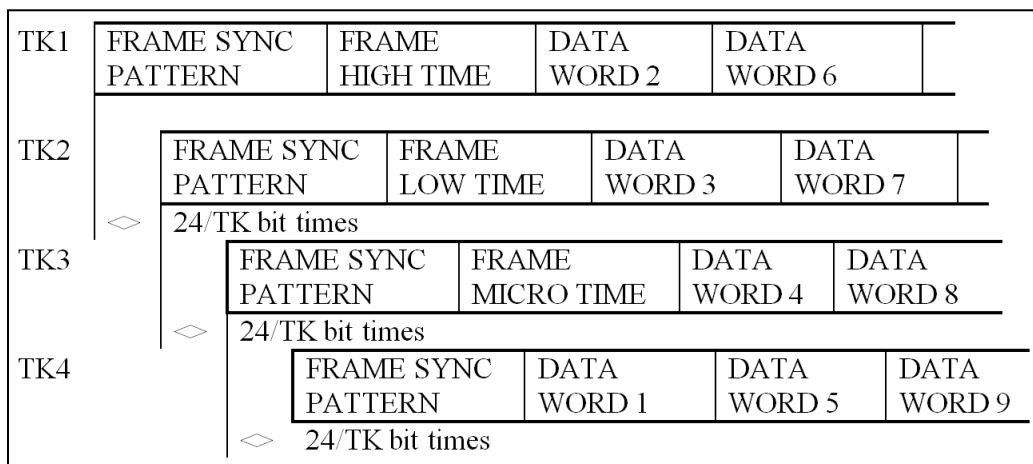 TK1 FRAME SYNC FRAME DATA DATA
PATTERN HIGH TIME WORD 2 WORD 6
TK2 FRAME SYNC FRAME DATA DATA
PATTERN LOW TIME WORD 3 WORD 7
24/TK bit times
TK3 FRAME SYNC FRAME DATA DATA
PATTERN MICRO TIME WORD 4 WORD 8
24/TK bit times
TK4 FRAME SYNC DATA DATA DATA
PATTERN WORD 1 WORD 5 WORD 9
24/TK bit times